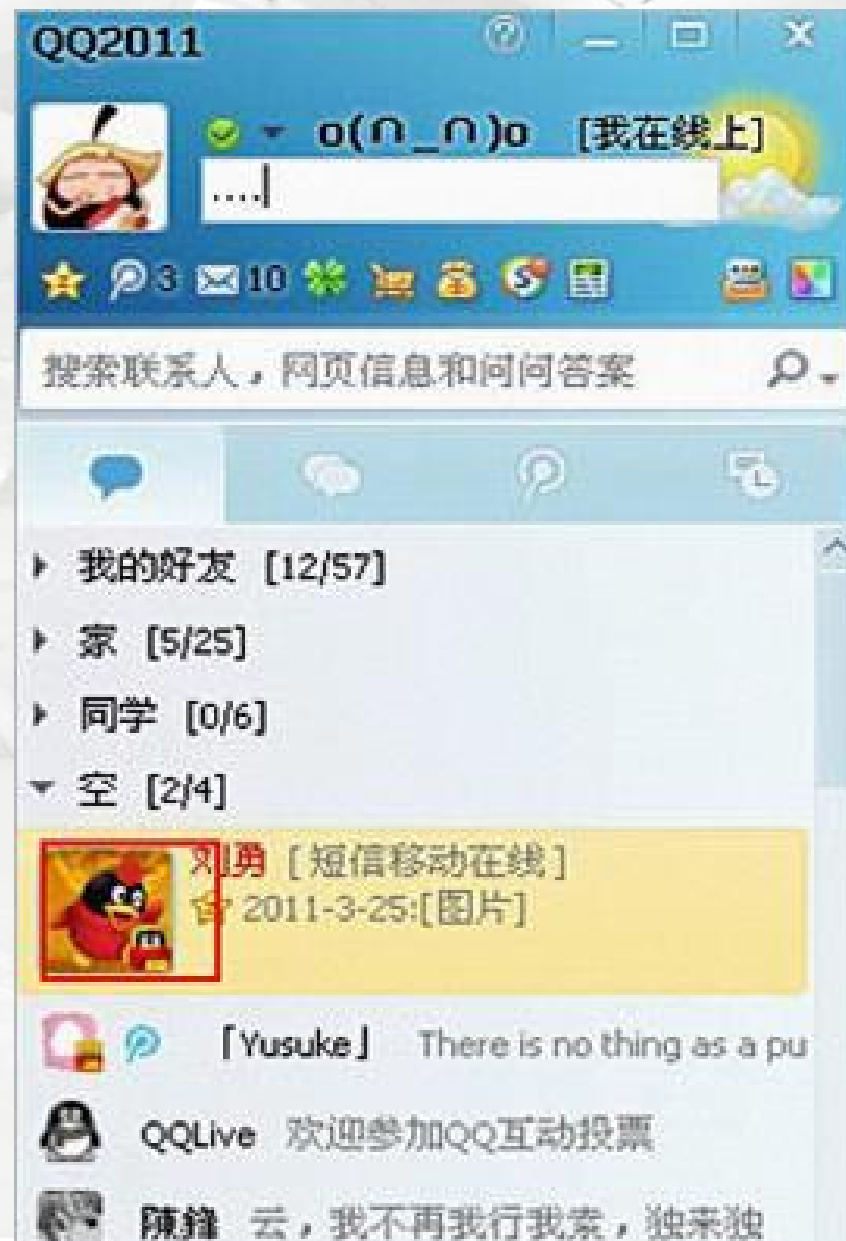 QQ2011
o(∩_∩)o [我在线上]
....
3 10
搜索联系人，网页信息和问问答案
我的好友 [12/57]
家 [5/25]
同学 [0/6]
空 [2/4]
刘勇 [短信移动在线]
2011-3-25:[图片]
「Yusuke」 There is no thing as a pu
QQLive 欢迎参加QQ互动投票
陳鋒 云，我不再我行我素，独来独